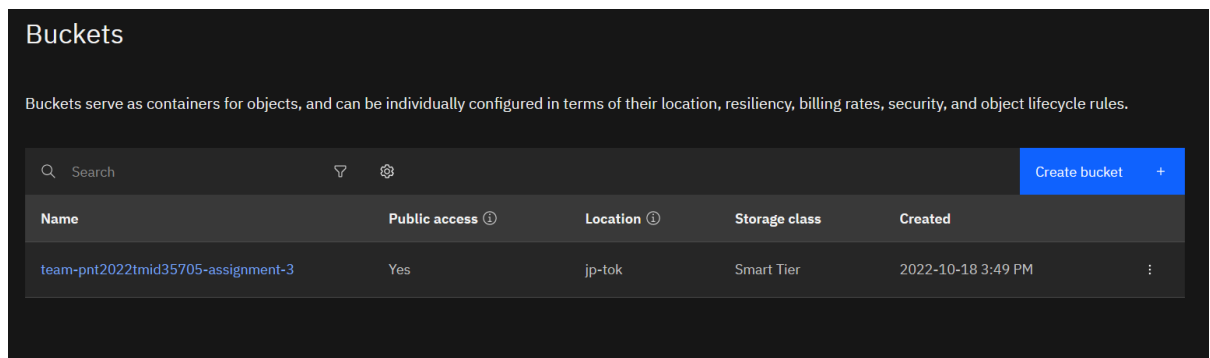 Buckets
Buckets serve as containers for objects, and can be individually configured in terms of their location, resiliency, billing rates, security, and object lifecycle rules.
Search Create bucket +
Name Public access Location Storage class Created
team-pnt2022tmid35705-assignment-3 Yes jp-tok Smart Tier 2022-10-18 3:49 PM